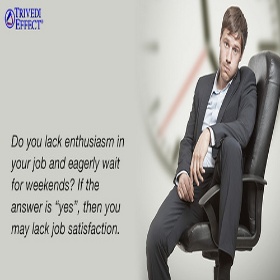 TRIVEDI
EFFECT®
Do you lack enthusiasm in
your job and eagerly wait
for weekends? If the
answer is “yes”, then you
may lack job satisfaction.